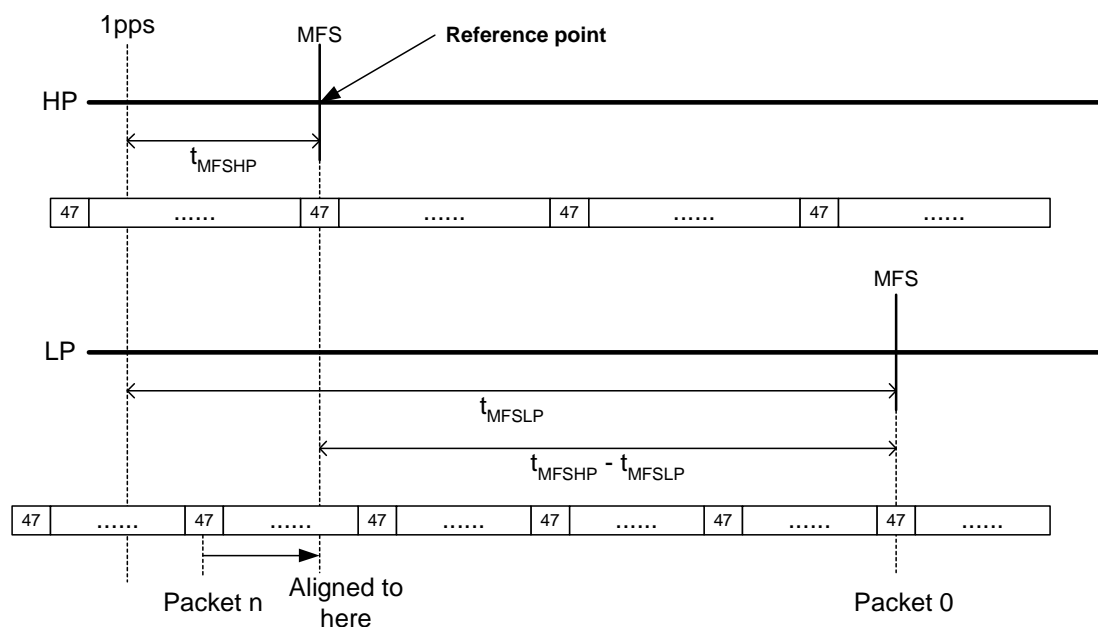 1pps
MFS
Reference point
HP
tMFSHP
47 ...... 47 ...... 47 ...... 47 ......
MFS
LP
tMFSLP
tMFSHP - tMFSLP
47 ...... 47 ...... 47 ...... 47 ...... 47 ...... 47 ......
Packet n
Aligned to
here
Packet 0